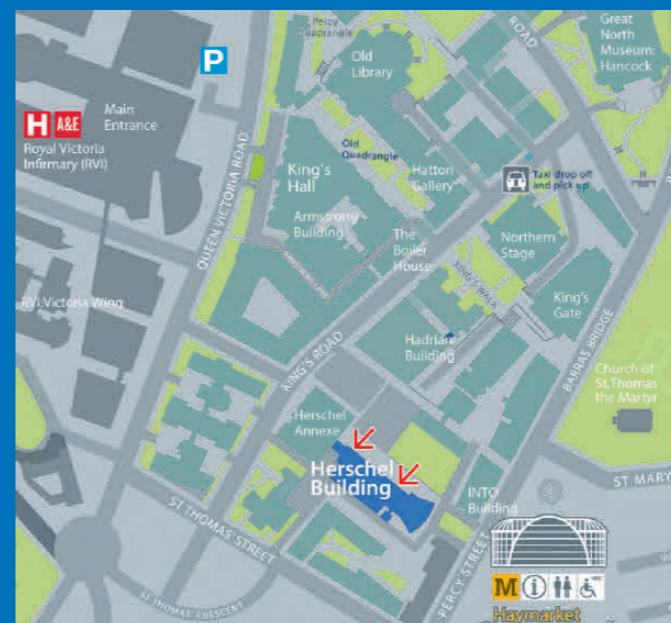 Percy
Quadrangle
Old
Library
ROAD
Great
North
Museum:
Hancock
P
H A&E
Main
Entrance
Royal Victoria
Infirmary (RVI)
QUEEN VICTORIA ROAD
Old
Quadrangle
King's
Hall
Hatton
Gallery
Taxi drop off
and pick up
Armstrong
Building
The
Boiler
House
Northern
Stage
KING'S WALK
King's
Gate
RVI Victoria Wing
KING'S ROAD
Hadrian
Building
BARRAS BRIDGE
Church of
St.Thomas
the Martyr
Herschel
Annexe
Herschel
Building
ST MARY
INTO
Building
ST THOMAS' STREET
PERCY STREET
ST THOMAS' CRESCENT
M i
Haymarket